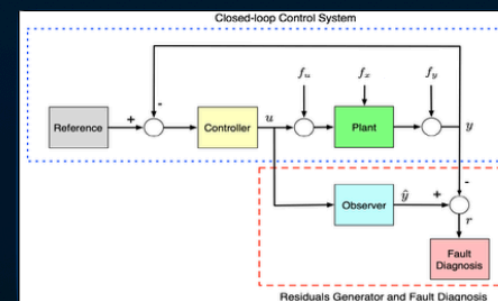 Closed-loop Control System
-
f_u f_x f_y
Reference + Controller u Plant y
-
Observer ŷ +
r
Fault
Diagnosis
Residuals Generator and Fault Diagnosis